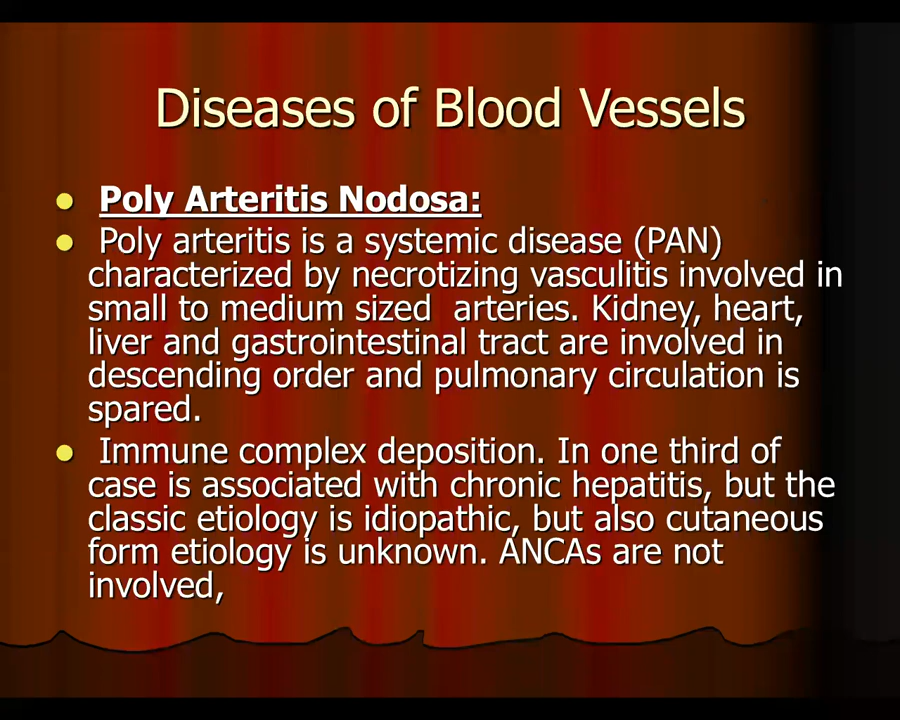 Diseases of Blood Vessels
Poly Arteritis Nodosa:
Poly arteritis is a systemic disease (PAN)
characterized by necrotizing vasculitis involved in
small to medium sized arteries. Kidney, heart,
liver and gastrointestinal tract are involved in
descending order and pulmonary circulation is
spared.
Immune complex deposition. In one third of
case is associated with chronic hepatitis, but the
classic etiology is idiopathic, but also cutaneous
form etiology is unknown. ANCAs are not
involved,